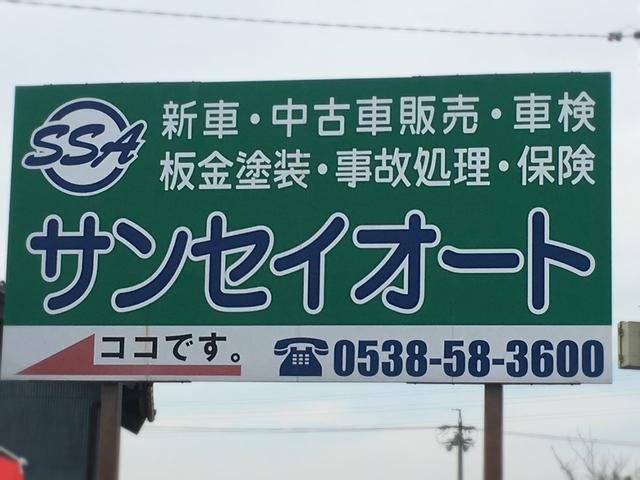 SSA
新車・中古車販売・車検
板金塗装・事故処理・保険
サンセイオート
ココです。
0538-58-3600